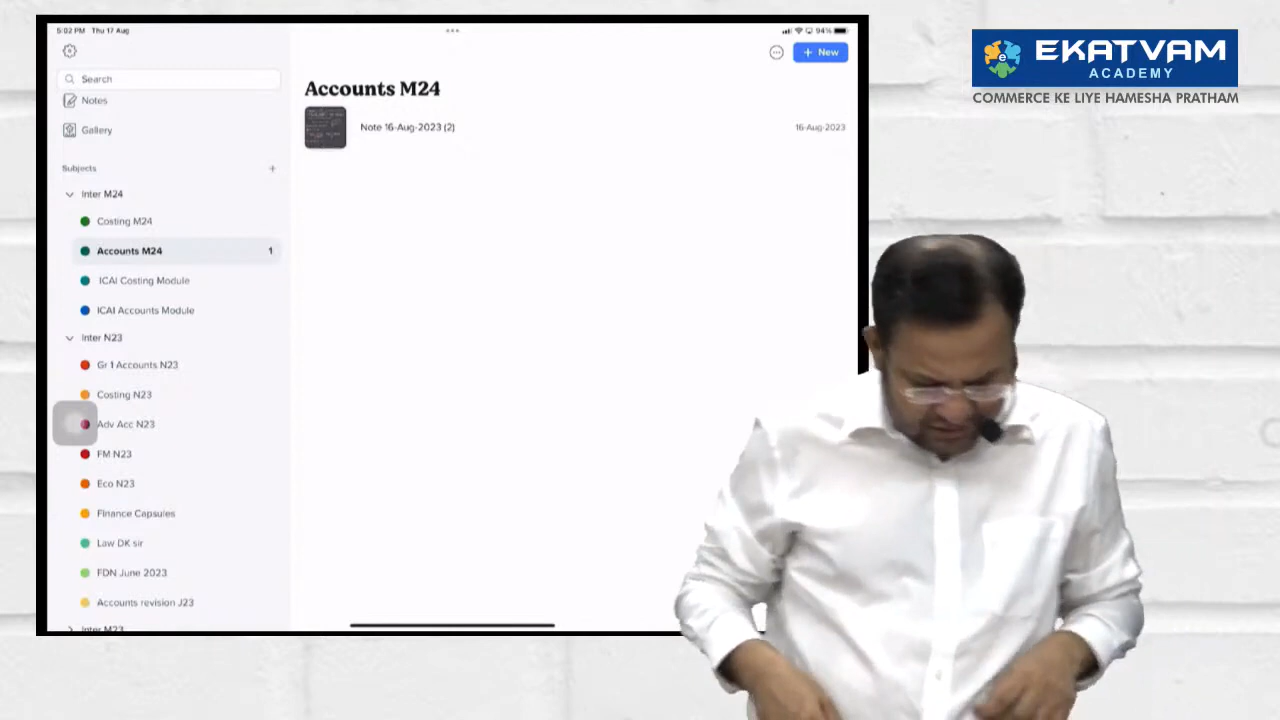 5:02 PM Thu 17 Aug
94%
Search
Notes
Gallery
Subjects
Inter M24
Costing M24
Accounts M24 1
ICAI Costing Module
ICAI Accounts Module
Inter N23
Gr 1 Accounts N23
Costing N23
Adv Acc N23
FM N23
Eco N23
Finance Capsules
Law DK sir
FDN June 2023
Accounts revision J23
Inter M23
+ New
Accounts M24
Note 16-Aug-2023 (2)
16-Aug-2023
EKATVAM
ACADEMY
COMMERCE KE LIYE HAMESHA PRATHAM